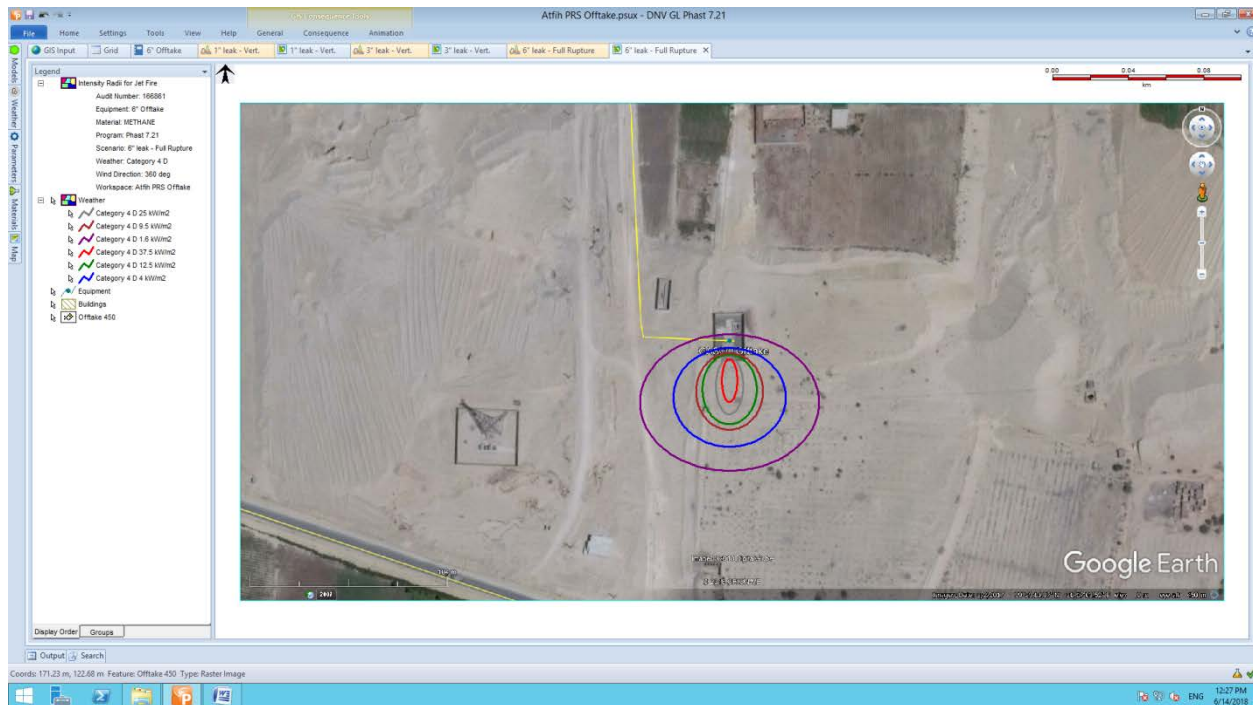 Atfih PRS Offtake.psux - DNV GL Phast 7.21
GIS Consequence Tools
File Home Settings Tools View Help General Consequence Animation
GIS Input Grid 6" Offtake 1" leak - Vert. 1" leak - Vert. 3" leak - Vert. 3" leak - Vert. 6" leak - Full Rupture 6" leak - Full Rupture
Models
Weather
Parameters
Materials
Map
Legend
Intensity Radii for Jet Fire
Audit Number: 166861
Equipment: 6" Offtake
Material: METHANE
Program: Phast 7.21
Scenario: 6" leak - Full Rupture
Weather: Category 4 D
Wind Direction: 360 deg
Workspace: Atfih PRS Offtake
Weather
Category 4 D 25 kW/m2
Category 4 D 9.5 kW/m2
Category 4 D 1.6 kW/m2
Category 4 D 37.5 kW/m2
Category 4 D 12.5 kW/m2
Category 4 D 4 kW/m2
Equipment
Buildings
Offtake 450
0.00 0.04 0.08
km
N
Offtake
Google Earth
2007
Display Order Groups
Output Search
Coords: 171.23 m, 122.68 m Feature: Offtake 450 Type: Raster Image
ENG
12:27 PM
6/14/2018